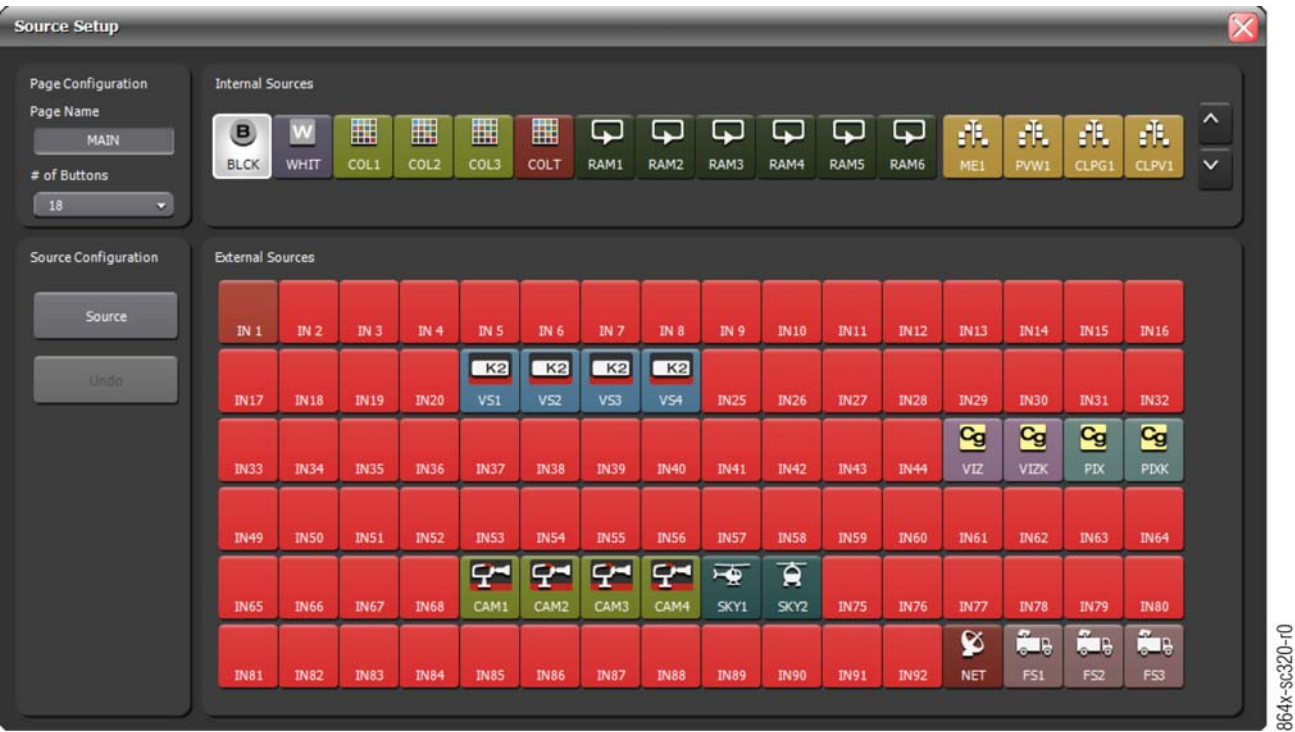 Source Setup
Page Configuration
Page Name
MAIN
# of Buttons
18
Internal Sources
B W
BLCK WHIT COL1 COL2 COL3 COLT RAM1 RAM2 RAM3 RAM4 RAM5 RAM6 ME1 PVW1 CLPG1 CLPV1
Source Configuration
Source
Undo
External Sources
IN 1 IN 2 IN 3 IN 4 IN 5 IN 6 IN 7 IN 8 IN 9 IN10 IN11 IN12 IN13 IN14 IN15 IN16
K2 K2 K2 K2
IN17 IN18 IN19 IN20 VS1 VS2 VS3 VS4 IN25 IN26 IN27 IN28 IN29 IN30 IN31 IN32
Cg Cg Cg Cg
IN33 IN34 IN35 IN36 IN37 IN38 IN39 IN40 IN41 IN42 IN43 IN44 VIZ VIZK PIX PIXK
IN49 IN50 IN51 IN52 IN53 IN54 IN55 IN56 IN57 IN58 IN59 IN60 IN61 IN62 IN63 IN64
IN65 IN66 IN67 IN68 CAM1 CAM2 CAM3 CAM4 SKY1 SKY2 IN75 IN76 IN77 IN78 IN79 IN80
IN81 IN82 IN83 IN84 IN85 IN86 IN87 IN88 IN89 IN90 IN91 IN92 NET FS1 FS2 FS3
864x-sc320-r0